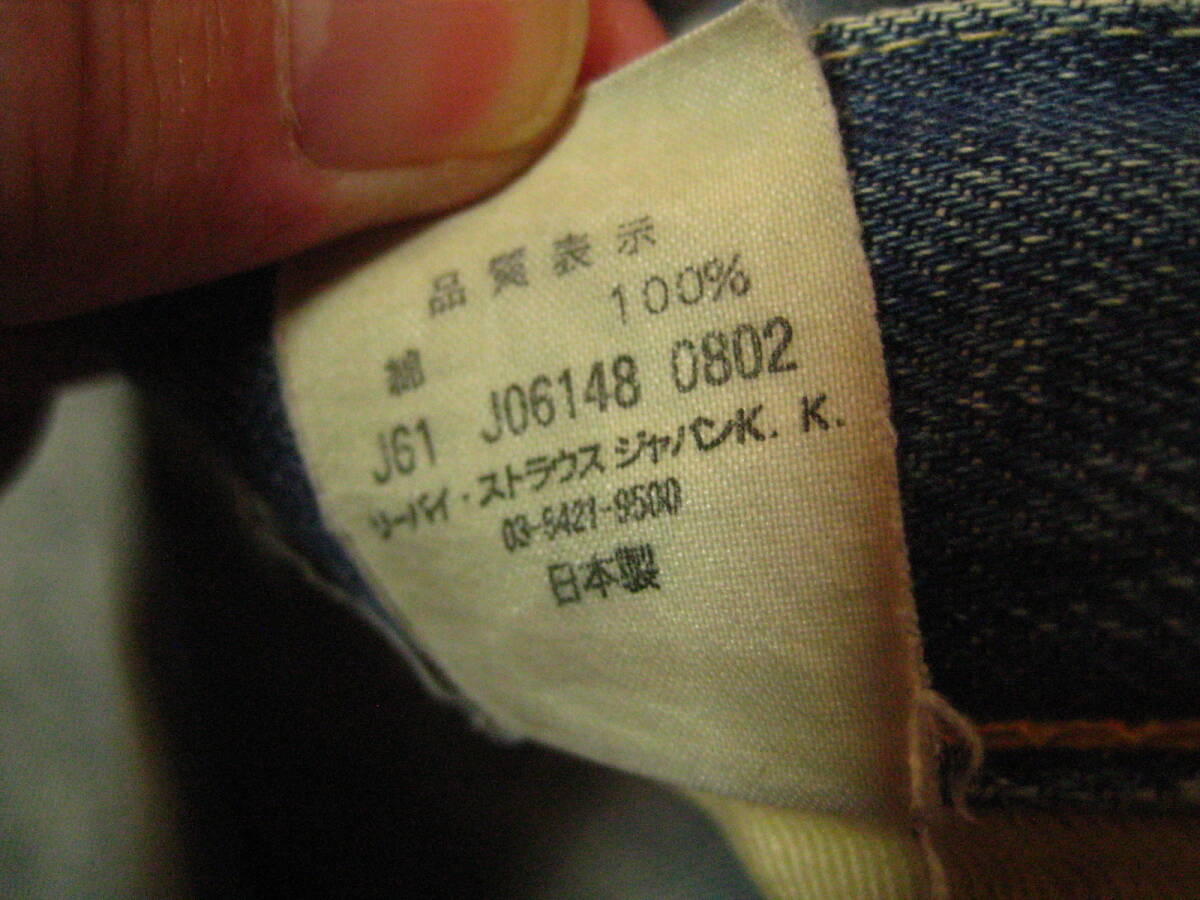 品質表示
綿 100%
J61 J06148 0802
リーバイ・ストラウス ジャパンK. K.
03-5421-9500
日本製